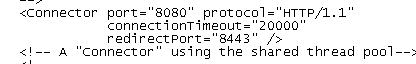 -->
<Connector port="8080" protocol="HTTP/1.1"
connectionTimeout="20000"
redirectPort="8443" />
<!-- A "Connector" using the shared thread pool-->